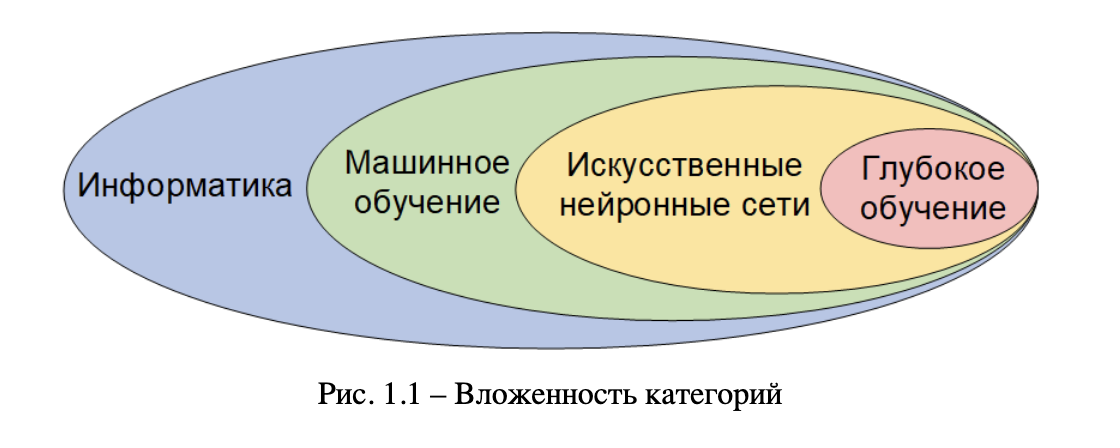 Информатика
Машинное
обучение
Искусственные
нейронные сети
Глубокое
обучение
Рис. 1.1 – Вложенность категорий